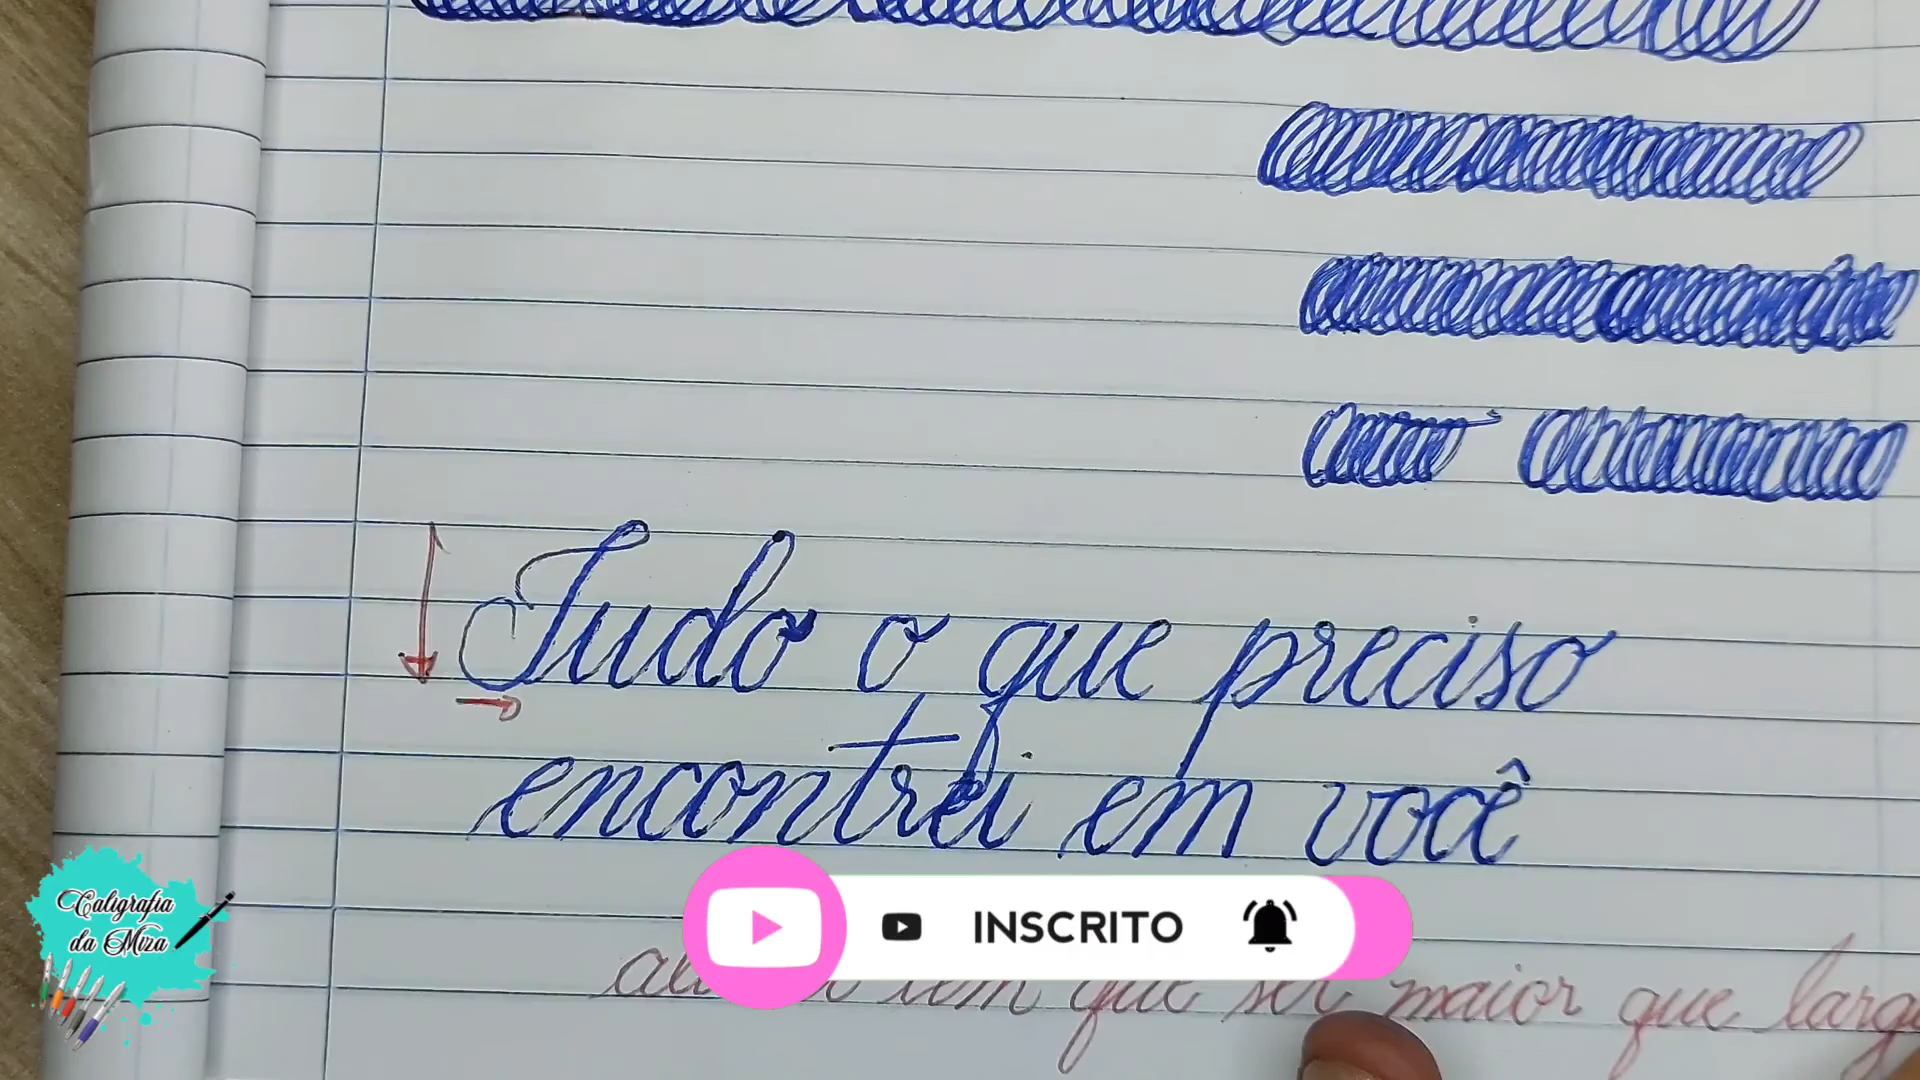 Tudo o que preciso
encontrei em você
INSCRITO
tem que ser maior que
Caligrafia
da Miza